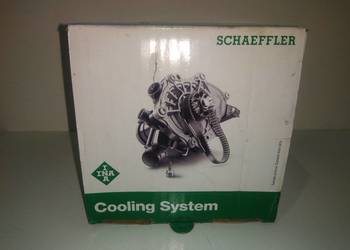 SCHAEFFLER
INA
Cooling System